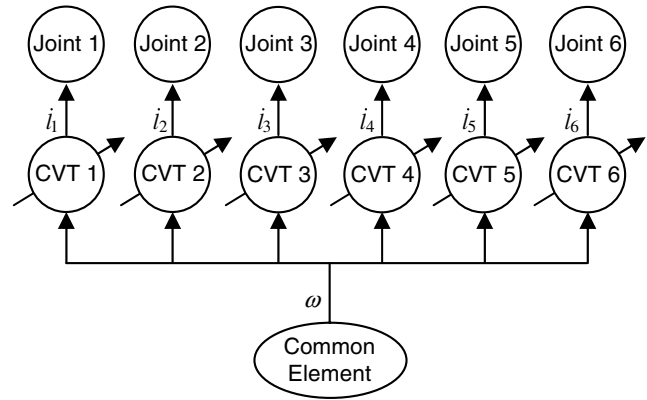 Joint 1 Joint 2 Joint 3 Joint 4 Joint 5 Joint 6
i₁ i₂ i₃ i₄ i₅ i₆
CVT 1 CVT 2 CVT 3 CVT 4 CVT 5 CVT 6
ω
Common
Element